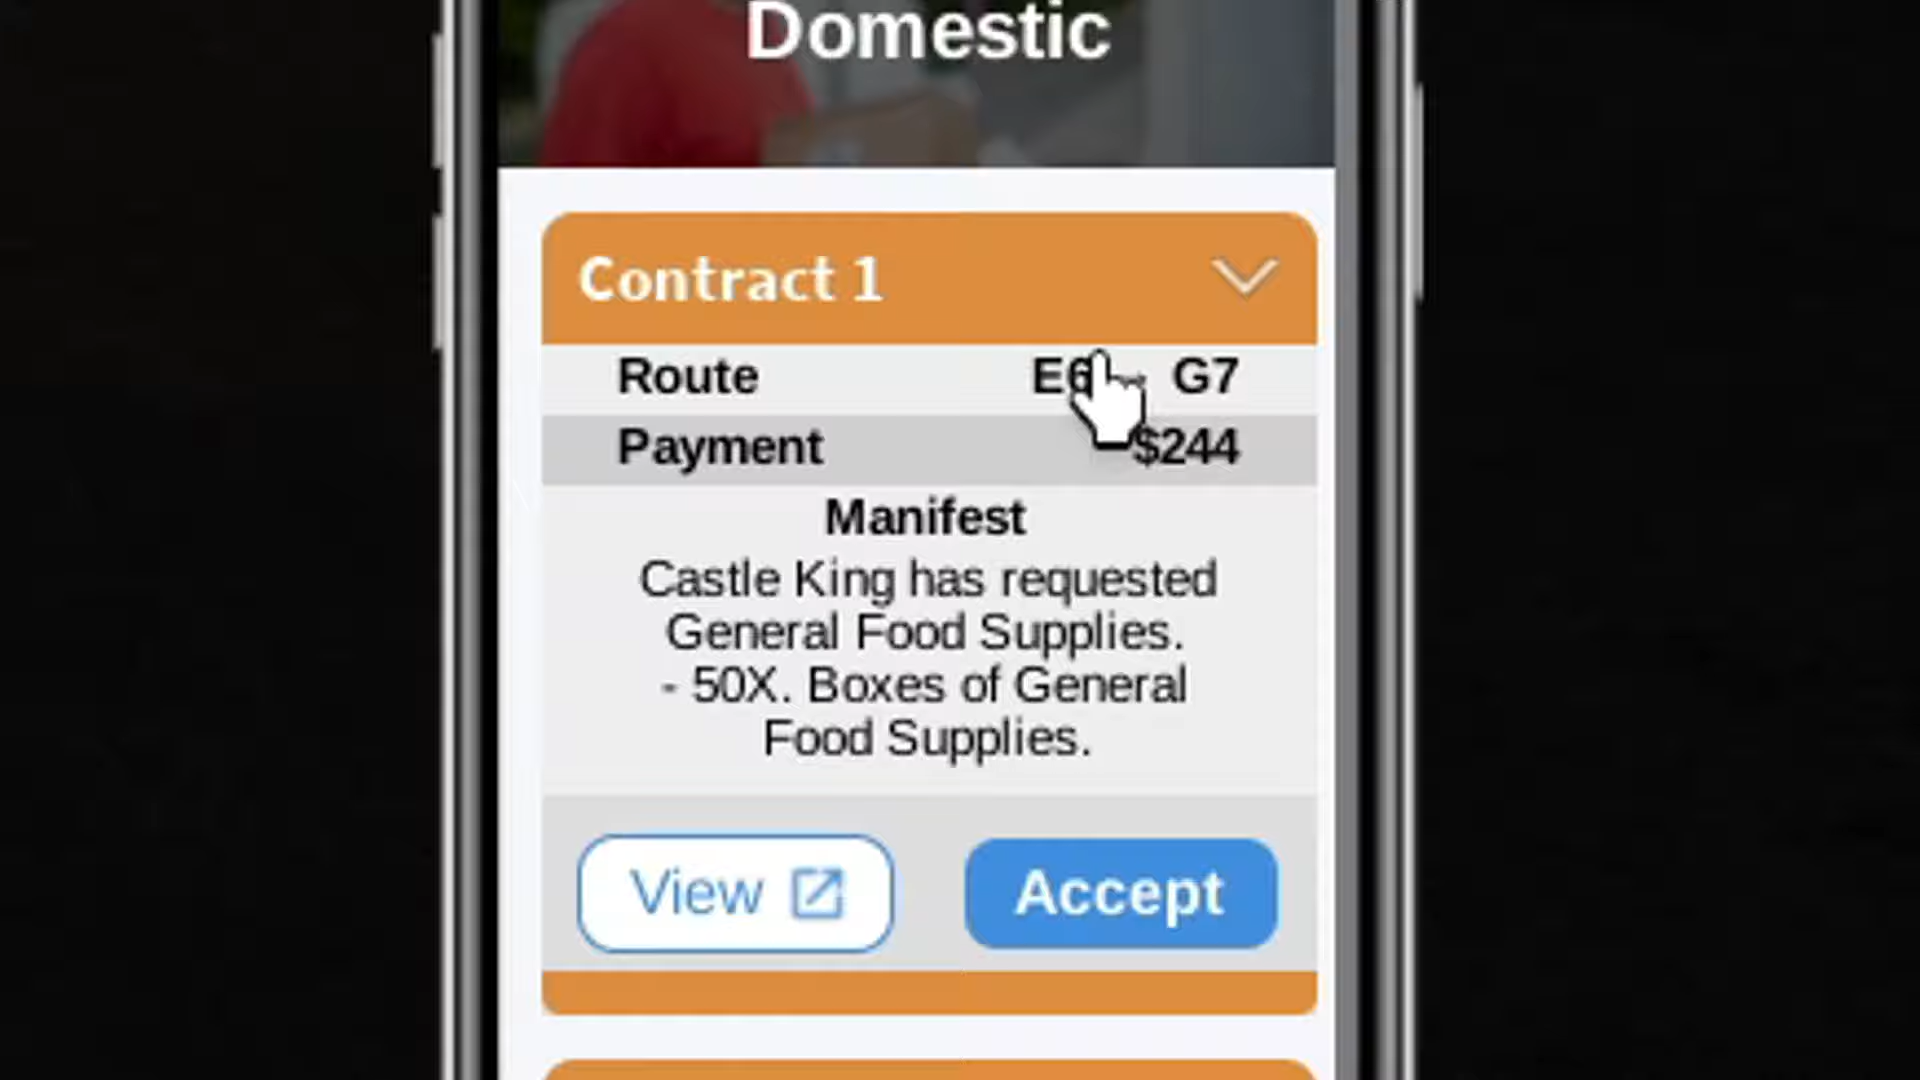 Domestic
Contract 1
Route E6 G7
Payment $244
Manifest
Castle King has requested
General Food Supplies.
- 50X. Boxes of General
Food Supplies.
View Accept